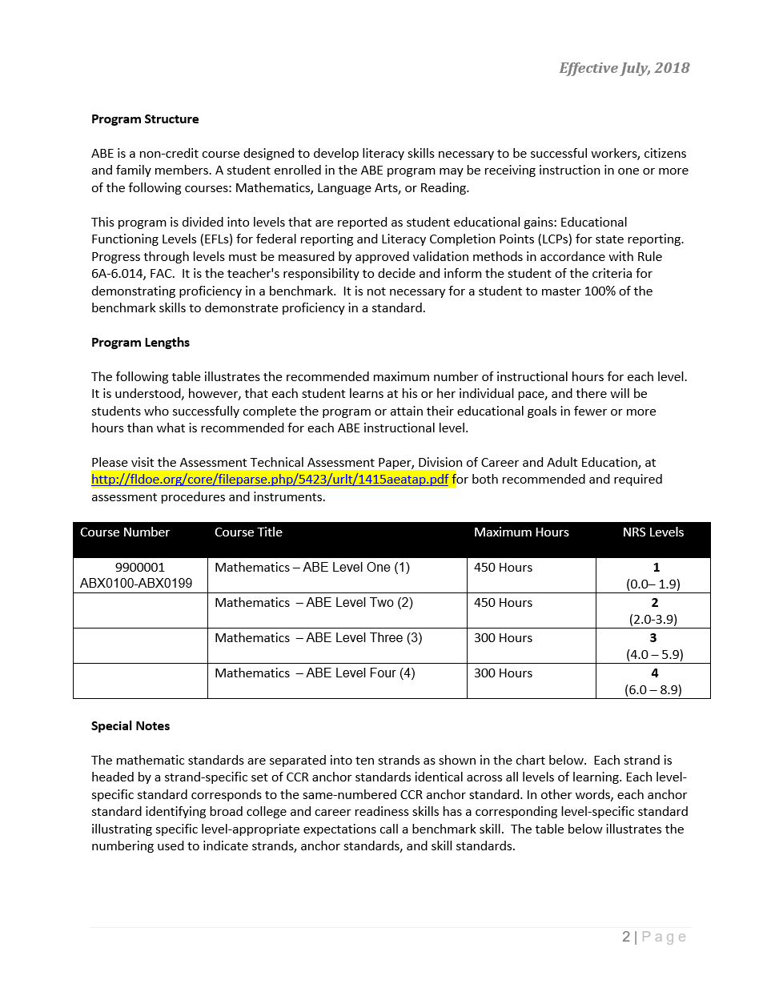 Effective July, 2018
Program Structure
ABE is a non-credit course designed to develop literacy skills necessary to be successful workers, citizens
and family members. A student enrolled in the ABE program may be receiving instruction in one or more
of the following courses: Mathematics, Language Arts, or Reading.
This program is divided into levels that are reported as student educational gains: Educational
Functioning Levels (EFLs) for federal reporting and Literacy Completion Points (LCPs) for state reporting.
Progress through levels must be measured by approved validation methods in accordance with Rule
6A-6.014, FAC.  It is the teacher's responsibility to decide and inform the student of the criteria for
demonstrating proficiency in a benchmark.  It is not necessary for a student to master 100% of the
benchmark skills to demonstrate proficiency in a standard.
Program Lengths
The following table illustrates the recommended maximum number of instructional hours for each level.
It is understood, however, that each student learns at his or her individual pace, and there will be
students who successfully complete the program or attain their educational goals in fewer or more
hours than what is recommended for each ABE instructional level.
Please visit the Assessment Technical Assessment Paper, Division of Career and Adult Education, at
http://fldoe.org/core/fileparse.php/5423/urlt/1415aeatap.pdf for both recommended and required
assessment procedures and instruments.
Course Number Course Title Maximum Hours NRS Levels
9900001 Mathematics – ABE Level One (1) 450 Hours 1
ABX0100-ABX0199 (0.0– 1.9)
Mathematics – ABE Level Two (2) 450 Hours 2
(2.0-3.9)
Mathematics – ABE Level Three (3) 300 Hours 3
(4.0 – 5.9)
Mathematics – ABE Level Four (4) 300 Hours 4
(6.0 – 8.9)
Special Notes
The mathematic standards are separated into ten strands as shown in the chart below.  Each strand is
headed by a strand-specific set of CCR anchor standards identical across all levels of learning. Each level-
specific standard corresponds to the same-numbered CCR anchor standard. In other words, each anchor
standard identifying broad college and career readiness skills has a corresponding level-specific standard
illustrating specific level-appropriate expectations call a benchmark skill.  The table below illustrates the
numbering used to indicate strands, anchor standards, and skill standards.
2 | Page